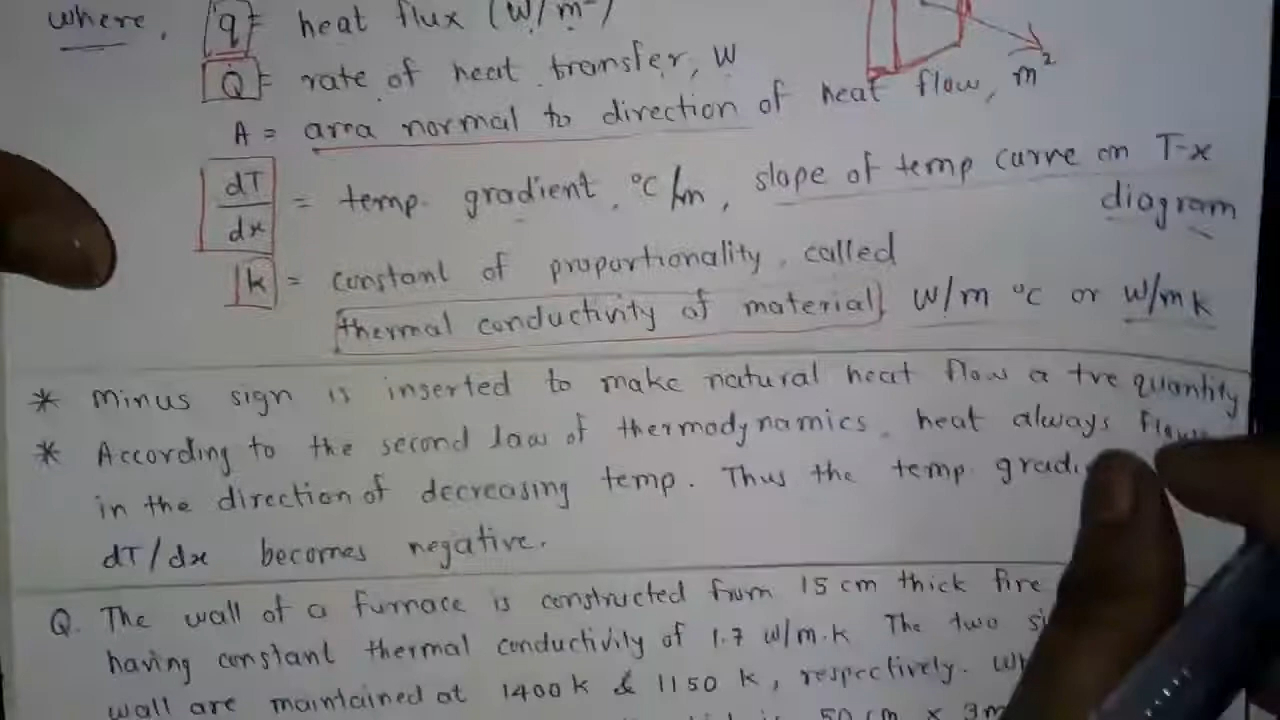 where, q = heat flux (W/m²)
Q̇ = rate of heat transfer, W
A = area normal to direction of heat flow, m²
dT/dx = temp. gradient, °C/m, slope of temp curve on T-x
diagram
k = constant of proportionality, called
thermal conductivity of material, W/m °C or W/mk
* Minus sign is inserted to make natural heat flow a +ve quantity
* According to the second law of thermodynamics, heat always
in the direction of decreasing temp. Thus the temp
dT/dx becomes negative.
Q. The wall of a furnace is constructed from 15 cm thick fire
having constant thermal conductivity of 1.7 W/m.k The two
wall are maintained at 1400 k & 1150 k, respectively.
50 cm x 3m